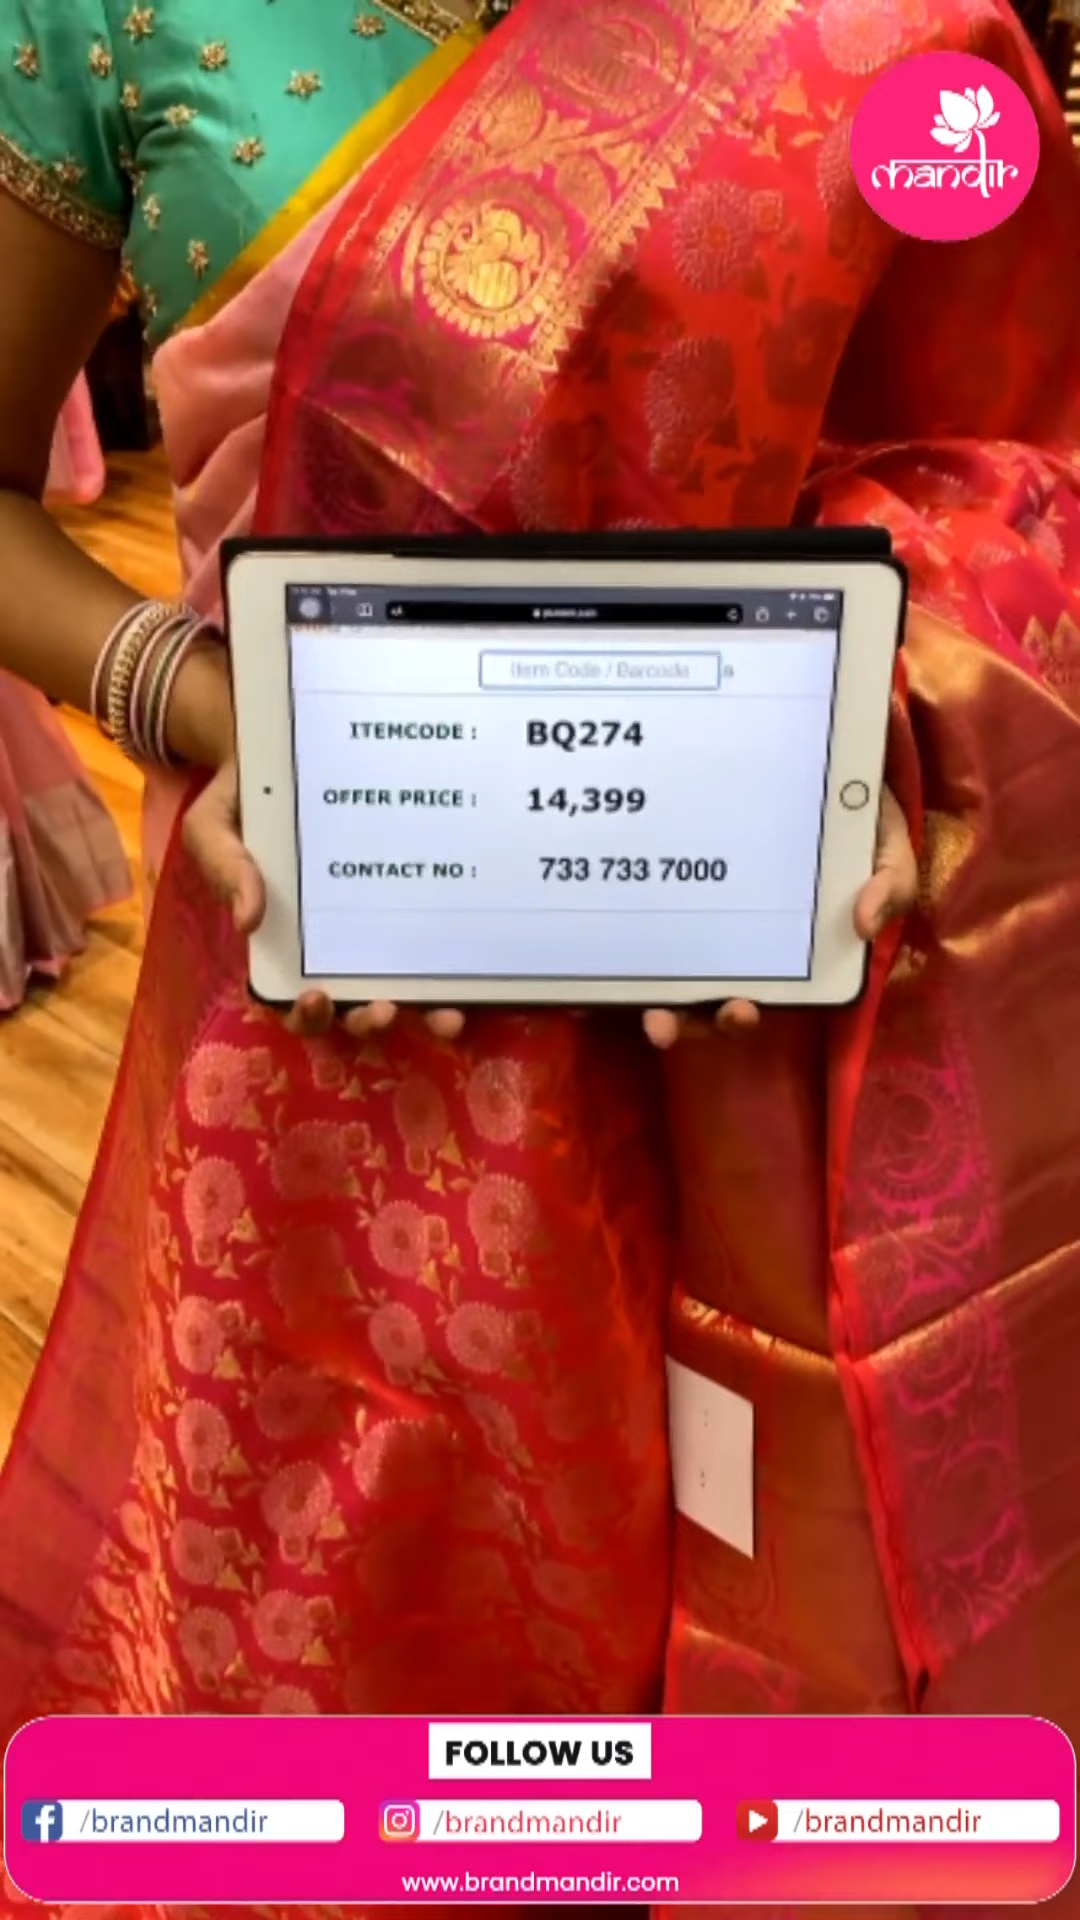 mandir
Item Code / Barcode
ITEMCODE : BQ274
OFFER PRICE : 14,399
CONTACT NO : 733 733 7000
FOLLOW US
/brandmandir /brandmandir /brandmandir
www.brandmandir.com